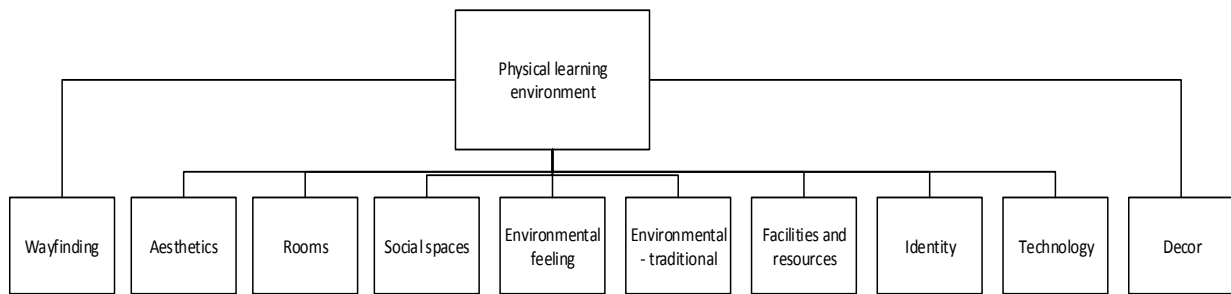 Physical learning
environment
Wayfinding
Aesthetics
Rooms
Social spaces
Environmental
feeling
Environmental
- traditional
Facilities and
resources
Identity
Technology
Decor